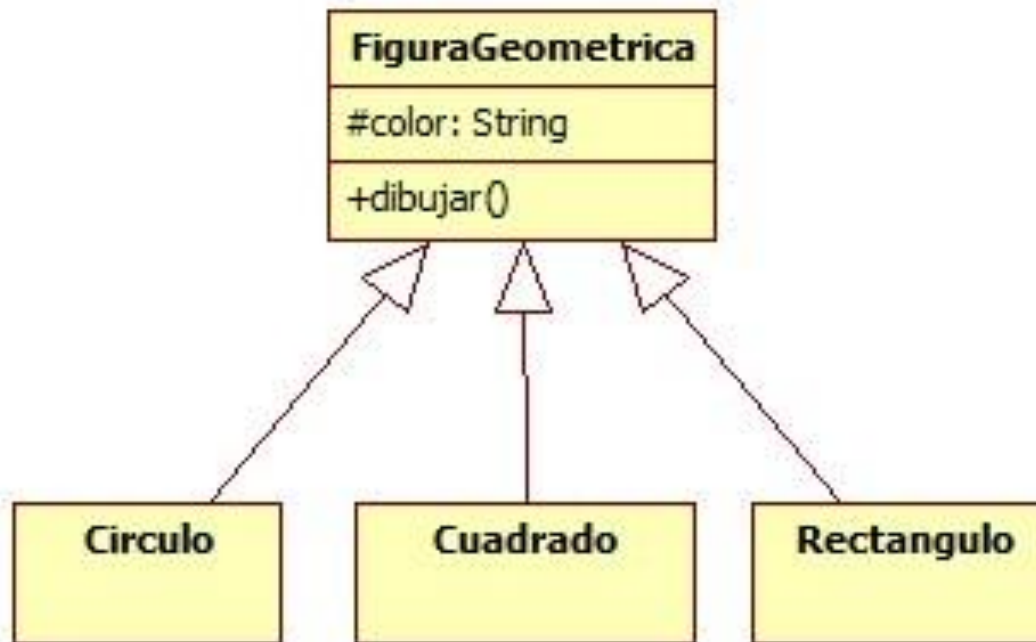 FiguraGeometrica
#color: String
+dibujar()
Circulo
Cuadrado
Rectangulo